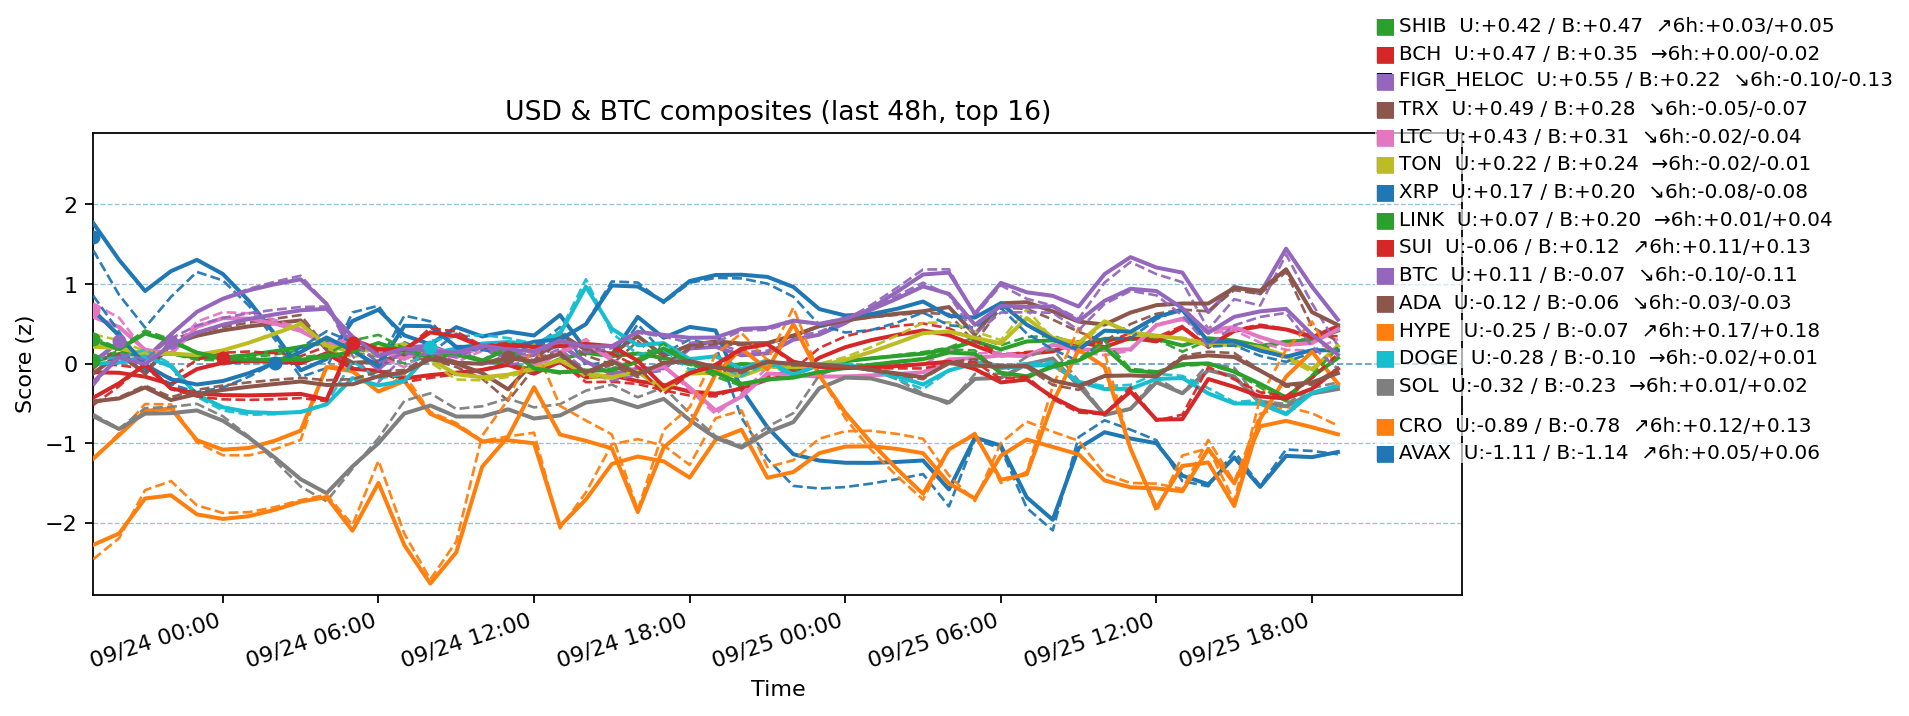 SHIB U:+0.42 / B:+0.47 ↗6h:+0.03/+0.05
BCH U:+0.47 / B:+0.35 →6h:+0.00/-0.02
FIGR_HELOC U:+0.55 / B:+0.22 ↘6h:-0.10/-0.13
TRX U:+0.49 / B:+0.28 ↘6h:-0.05/-0.07
LTC U:+0.43 / B:+0.31 ↘6h:-0.02/-0.04
TON U:+0.22 / B:+0.24 →6h:-0.02/-0.01
XRP U:+0.17 / B:+0.20 ↘6h:-0.08/-0.08
LINK U:+0.07 / B:+0.20 →6h:+0.01/+0.04
SUI U:-0.06 / B:+0.12 ↗6h:+0.11/+0.13
BTC U:+0.11 / B:-0.07 ↘6h:-0.10/-0.11
ADA U:-0.12 / B:-0.06 ↘6h:-0.03/-0.03
HYPE U:-0.25 / B:-0.07 ↗6h:+0.17/+0.18
DOGE U:-0.28 / B:-0.10 →6h:-0.02/+0.01
SOL U:-0.32 / B:-0.23 →6h:+0.01/+0.02
CRO U:-0.89 / B:-0.78 ↗6h:+0.12/+0.13
AVAX U:-1.11 / B:-1.14 ↗6h:+0.05/+0.06
USD & BTC composites (last 48h, top 16)
Score (z)
2
1
0
−1
−2
09/24 00:00
09/24 06:00
09/24 12:00
09/24 18:00
09/25 00:00
09/25 06:00
09/25 12:00
09/25 18:00
Time